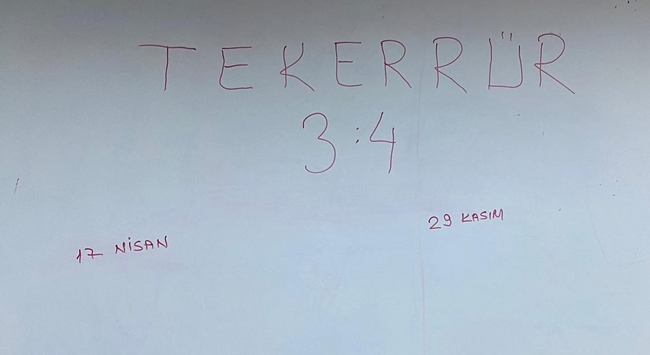 TEKERRÜR
3:4
17 NİSAN
29 KASIM